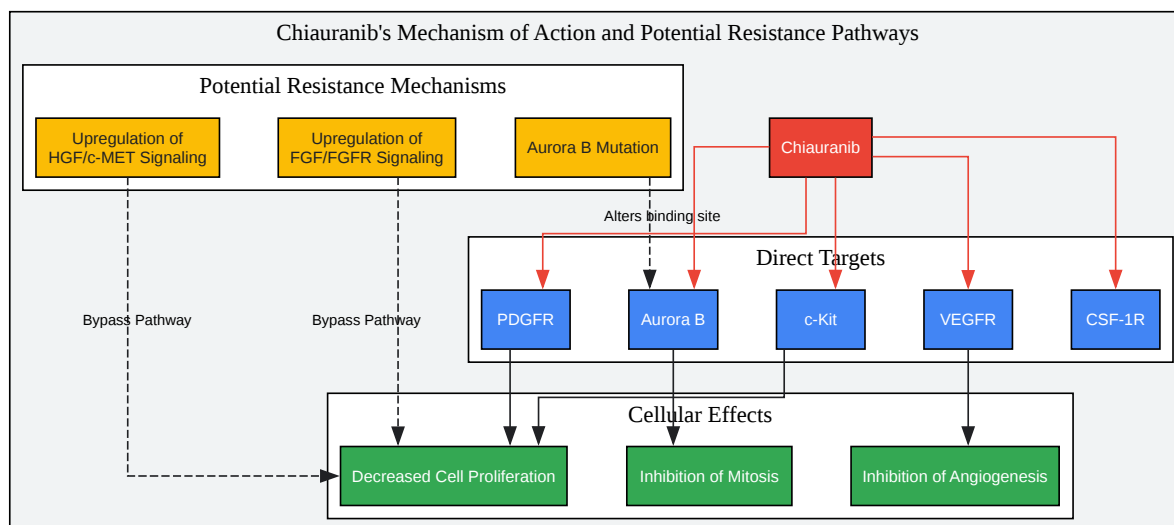 Chiauranib's Mechanism of Action and Potential Resistance Pathways
Potential Resistance Mechanisms
Upregulation of
HGF/c-MET Signaling
Upregulation of
FGF/FGFR Signaling
Aurora B Mutation
Chiauranib
Alters binding site
Direct Targets
PDGFR
Aurora B
c-Kit
VEGFR
CSF-1R
Bypass Pathway
Bypass Pathway
Cellular Effects
Decreased Cell Proliferation
Inhibition of Mitosis
Inhibition of Angiogenesis